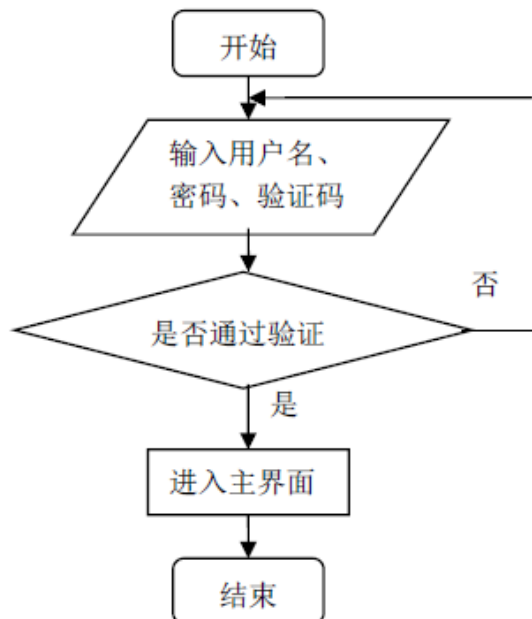 开始
输入用户名、
密码、验证码
否
是否通过验证
是
进入主界面
结束